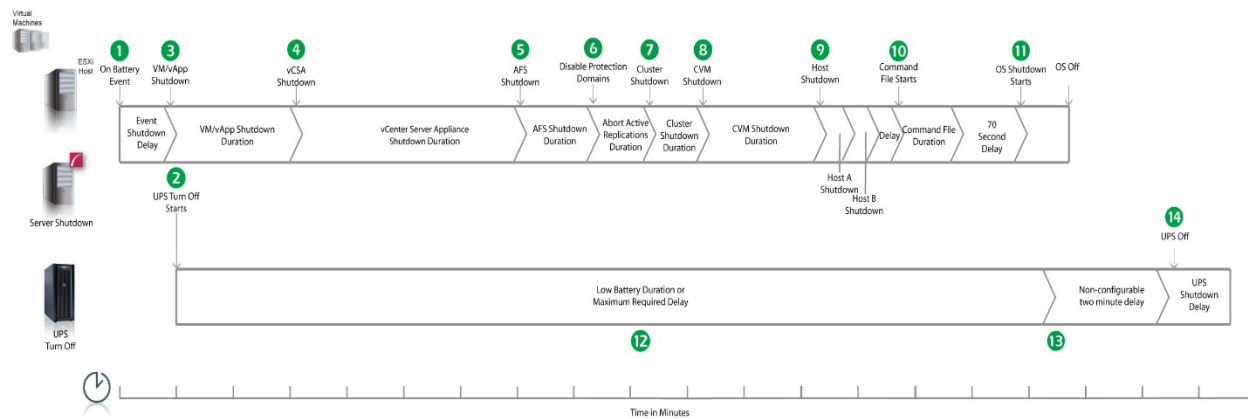 Virtual
Machines
ESXi
Host
1
On Battery
Event
3
VM/vApp
Shutdown
4
vCSA
Shutdown
5
AFS
Shutdown
6
Disable Protection
Domains
7
Cluster
Shutdown
8
CVM
Shutdown
9
Host
Shutdown
10
Command
File Starts
11
OS Shutdown
Starts
OS Off
Event
Shutdown
Delay
VM/vApp Shutdown
Duration
vCenter Server Appliance
Shutdown Duration
AFS Shutdown
Duration
Abort Active
Replications
Duration
Cluster
Shutdown
Duration
CVM Shutdown
Duration
Delay
Command File
Duration
70
Second
Delay
Host A
Shutdown
Host B
Shutdown
2
UPS Turn Off
Starts
Server Shutdown
14
UPS Off
Low Battery Duration or
Maximum Required Delay
Non-configurable
two minute delay
UPS
Shutdown
Delay
UPS
Turn Off
12
13
Time in Minutes